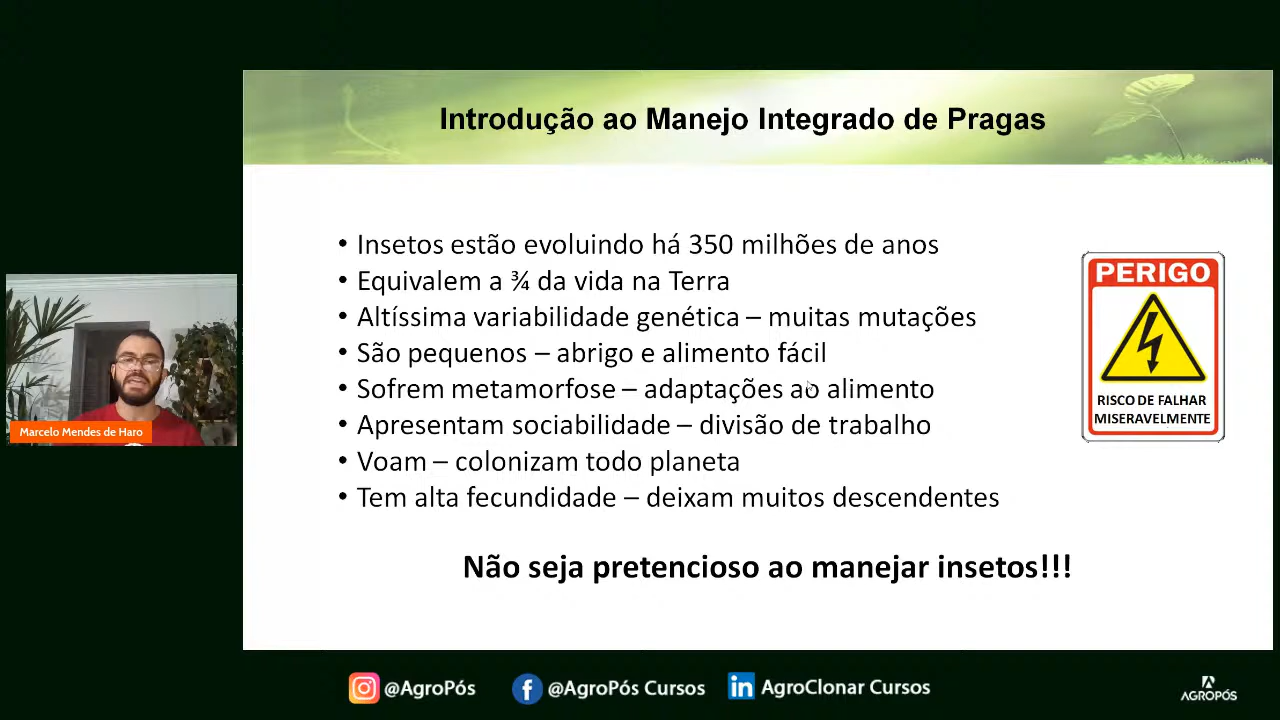 Introdução ao Manejo Integrado de Pragas
• Insetos estão evoluindo há 350 milhões de anos
• Equivalem a ¾ da vida na Terra
• Altíssima variabilidade genética – muitas mutações
• São pequenos – abrigo e alimento fácil
• Sofrem metamorfose – adaptações ao alimento
• Apresentam sociabilidade – divisão de trabalho
• Voam – colonizam todo planeta
• Tem alta fecundidade – deixam muitos descendentes
Não seja pretencioso ao manejar insetos!!!
PERIGO
RISCO DE FALHAR
MISERAVELMENTE
Marcelo Mendes de Haro
@AgroPós
@AgroPós Cursos
AgroClonar Cursos
AGROPÓS